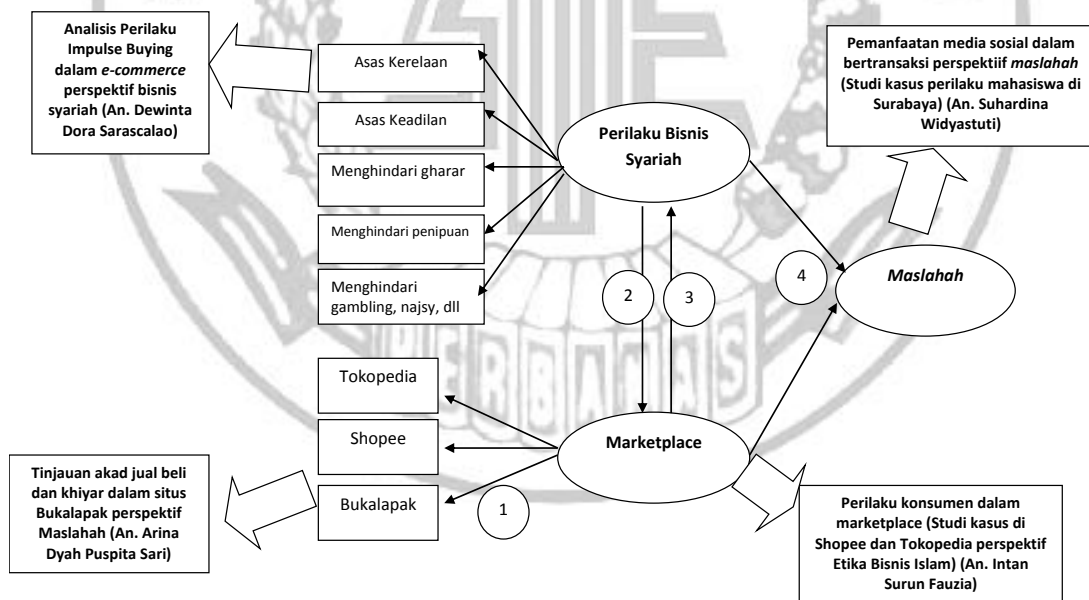 Analisis Perilaku
Impulse Buying
dalam e-commerce
perspektif bisnis
syariah (An. Dewinta
Dora Sarascalao)
Asas Kerelaan
Asas Keadilan
Menghindari gharar
Menghindari penipuan
Menghindari
gambling, najsy, dll
Perilaku Bisnis
Syariah
Pemanfaatan media sosial dalam
bertransaksi perspektiif maslahah
(Studi kasus perilaku mahasiswa di
Surabaya) (An. Suhardina
Widyastuti)
2
3
4
Maslahah
Tokopedia
Shopee
Bukalapak
1
Marketplace
Tinjauan akad jual beli
dan khiyar dalam situs
Bukalapak perspektif
Maslahah (An. Arina
Dyah Puspita Sari)
Perilaku konsumen dalam
marketplace (Studi kasus di
Shopee dan Tokopedia perspektif
Etika Bisnis Islam) (An. Intan
Surun Fauzia)
PERBANAS